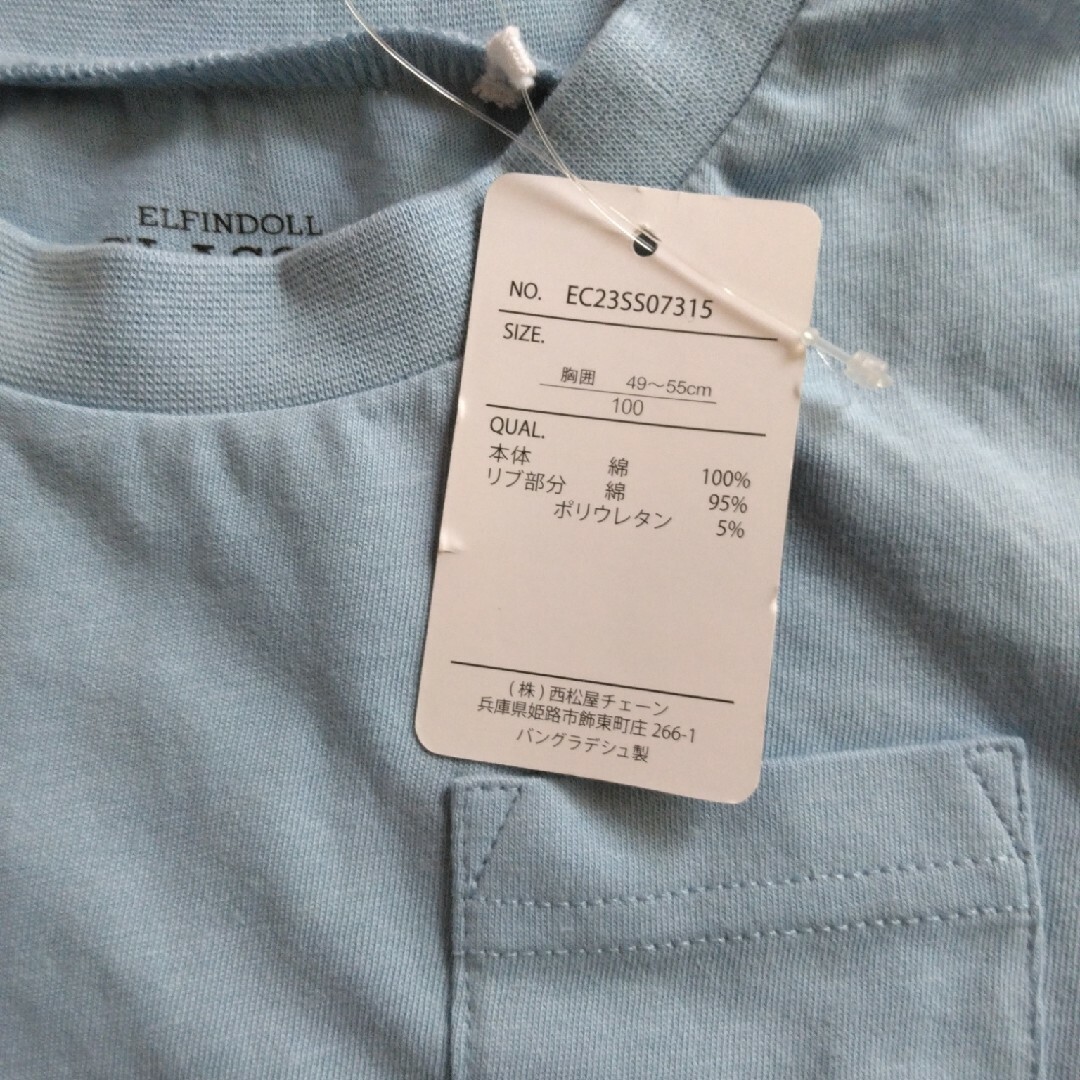 ELFINDOLL
NO. EC23SS07315
SIZE.
胸囲 49～55cm
100
QUAL.
本体 綿 100%
リブ部分 綿 95%
ポリウレタン 5%
(株)西松屋チェーン
兵庫県姫路市飾東町庄 266-1
バングラデシュ製